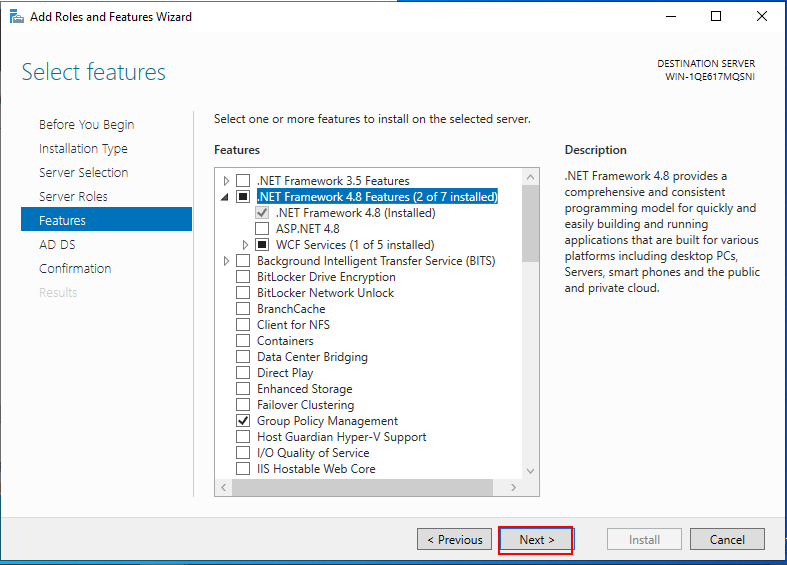 Add Roles and Features Wizard
Select features
DESTINATION SERVER
WIN-1QE617MQSNI
Before You Begin
Installation Type
Server Selection
Server Roles
Features
AD DS
Confirmation
Results
Select one or more features to install on the selected server.
Features
.NET Framework 3.5 Features
.NET Framework 4.8 Features (2 of 7 installed)
.NET Framework 4.8 (Installed)
ASP.NET 4.8
WCF Services (1 of 5 installed)
Background Intelligent Transfer Service (BITS)
BitLocker Drive Encryption
BitLocker Network Unlock
BranchCache
Client for NFS
Containers
Data Center Bridging
Direct Play
Enhanced Storage
Failover Clustering
Group Policy Management
Host Guardian Hyper-V Support
I/O Quality of Service
IIS Hostable Web Core
Description
.NET Framework 4.8 provides a
comprehensive and consistent
programming model for quickly and
easily building and running
applications that are built for various
platforms including desktop PCs,
Servers, smart phones and the public
and private cloud.
< Previous
Next >
Install
Cancel